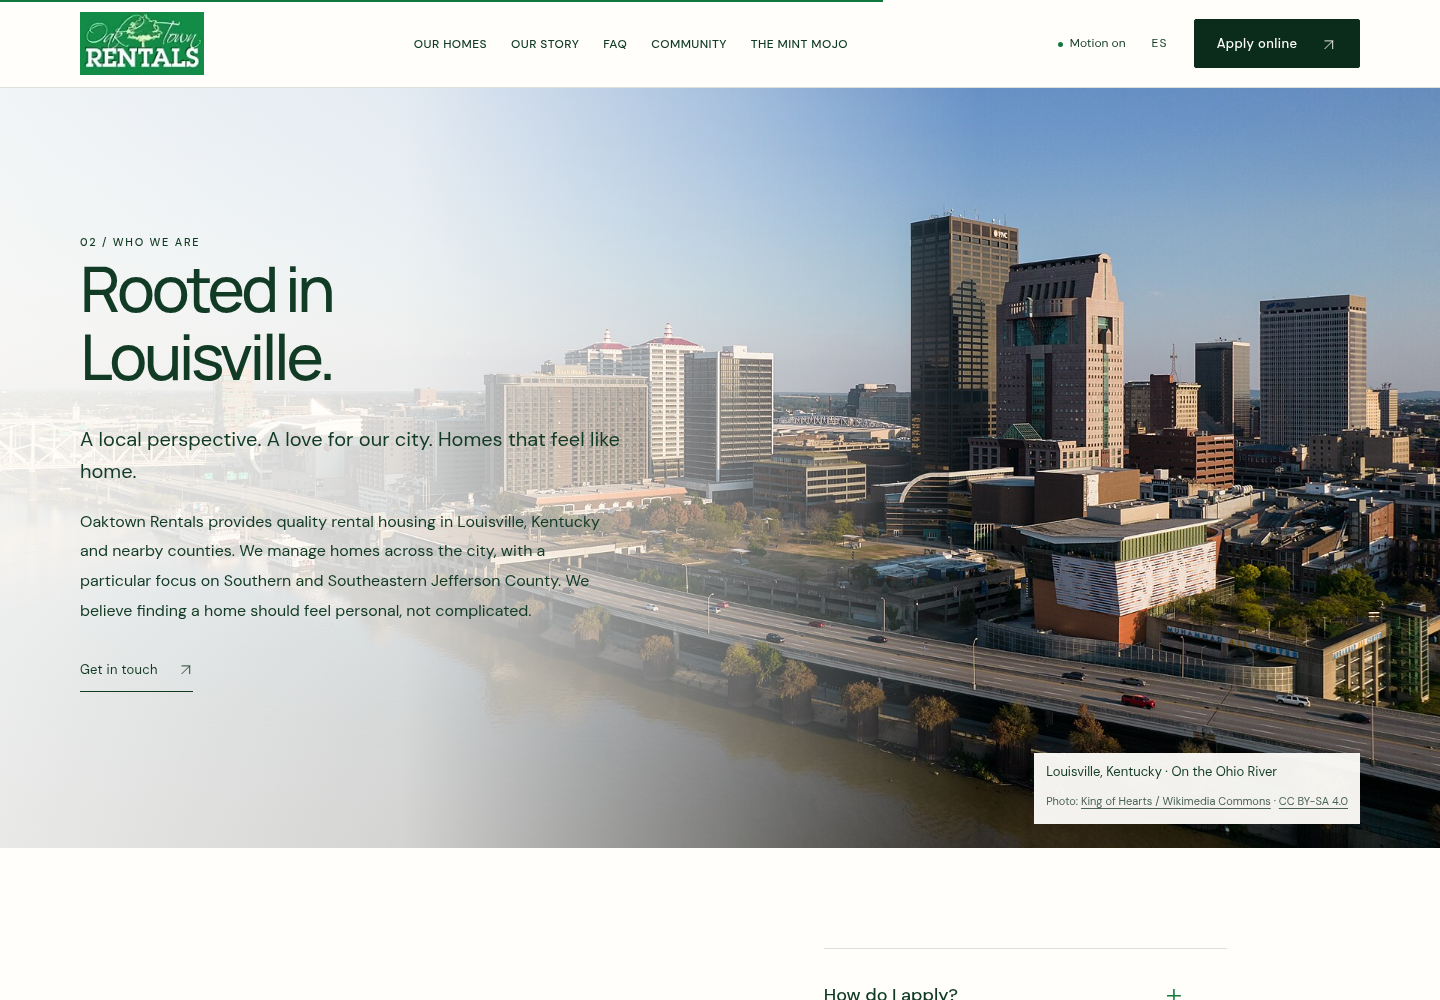 Oak Town
RENTALS
OUR HOMES
OUR STORY
FAQ
COMMUNITY
THE MINT MOJO
Motion on
ES
Apply online
PNC
02 / WHO WE ARE
Rooted in
Louisville.
A local perspective. A love for our city. Homes that feel like
home.
Oaktown Rentals provides quality rental housing in Louisville, Kentucky
and nearby counties. We manage homes across the city, with a
particular focus on Southern and Southeastern Jefferson County. We
believe finding a home should feel personal, not complicated.
Get in touch
Louisville, Kentucky · On the Ohio River
Photo: King of Hearts / Wikimedia Commons · CC BY-SA 4.0
How do I apply?